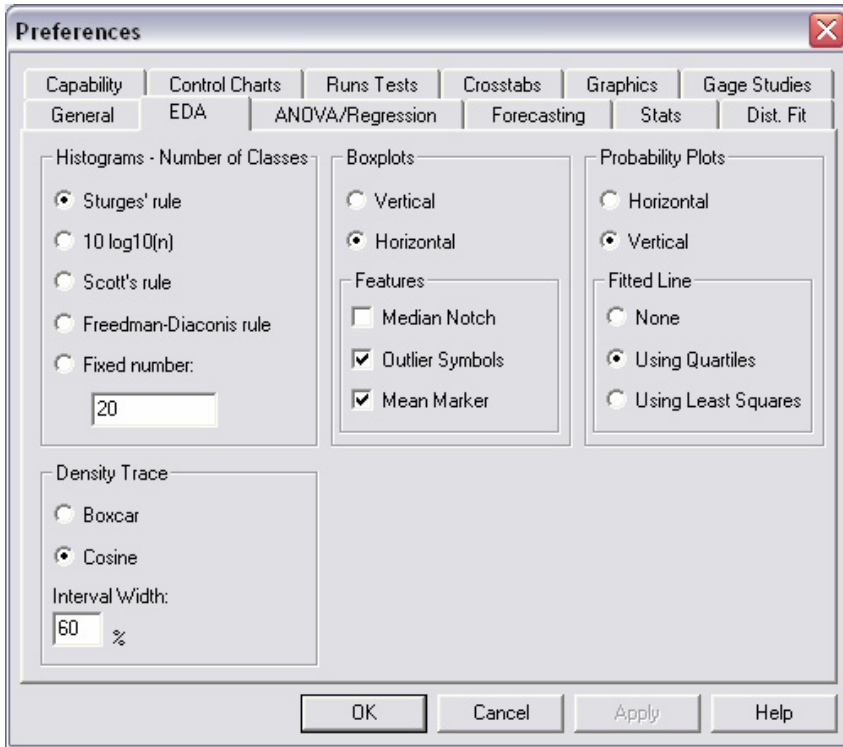 Preferences
Capability
Control Charts
Runs Tests
Crosstabs
Graphics
Gage Studies
General
EDA
ANOVA/Regression
Forecasting
Stats
Dist. Fit
Histograms - Number of Classes
Sturges' rule
10 log10(n)
Scott's rule
Freedman-Diaconis rule
Fixed number:
20
Boxplots
Vertical
Horizontal
Features
Median Notch
Outlier Symbols
Mean Marker
Probability Plots
Horizontal
Vertical
Fitted Line
None
Using Quartiles
Using Least Squares
Density Trace
Boxcar
Cosine
Interval Width:
60 %
OK
Cancel
Apply
Help